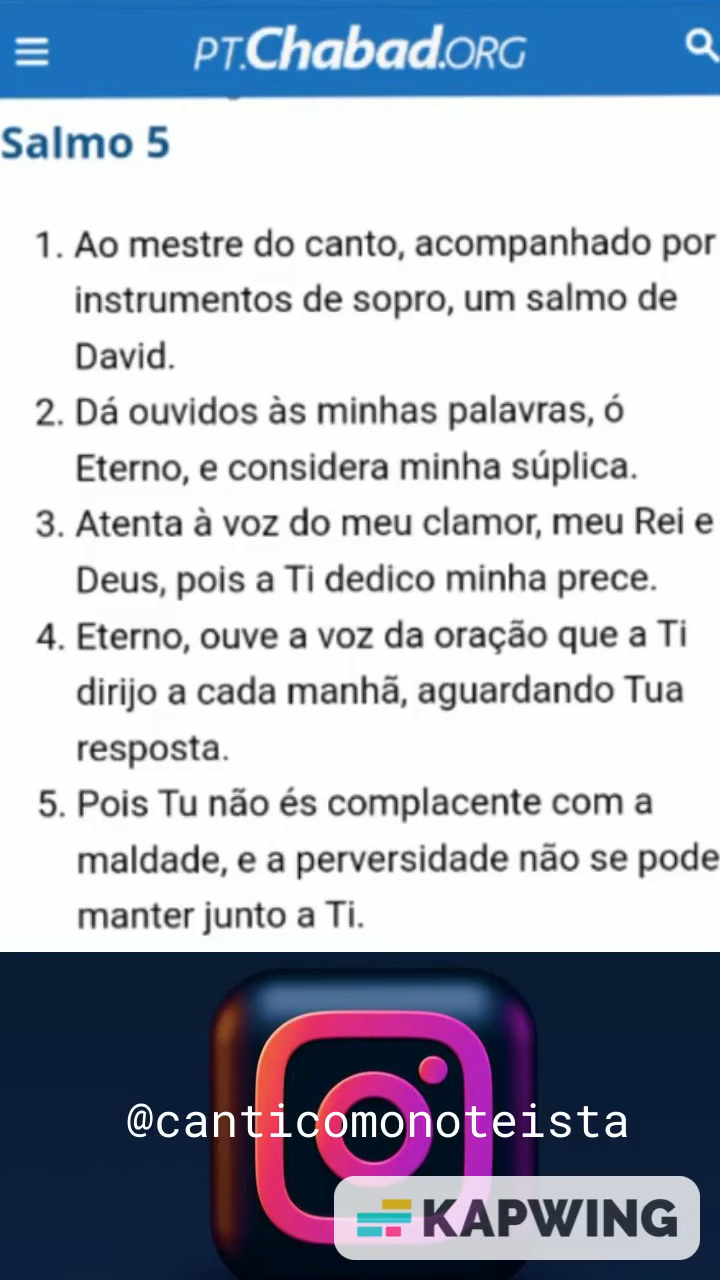 PT.Chabad.ORG
Salmo 5
1. Ao mestre do canto, acompanhado por
instrumentos de sopro, um salmo de
David.
2. Dá ouvidos às minhas palavras, ó
Eterno, e considera minha súplica.
3. Atenta à voz do meu clamor, meu Rei e
Deus, pois a Ti dedico minha prece.
4. Eterno, ouve a voz da oração que a Ti
dirijo a cada manhã, aguardando Tua
resposta.
5. Pois Tu não és complacente com a
maldade, e a perversidade não se pode
manter junto a Ti.
@canticomonoteista
KAPWING